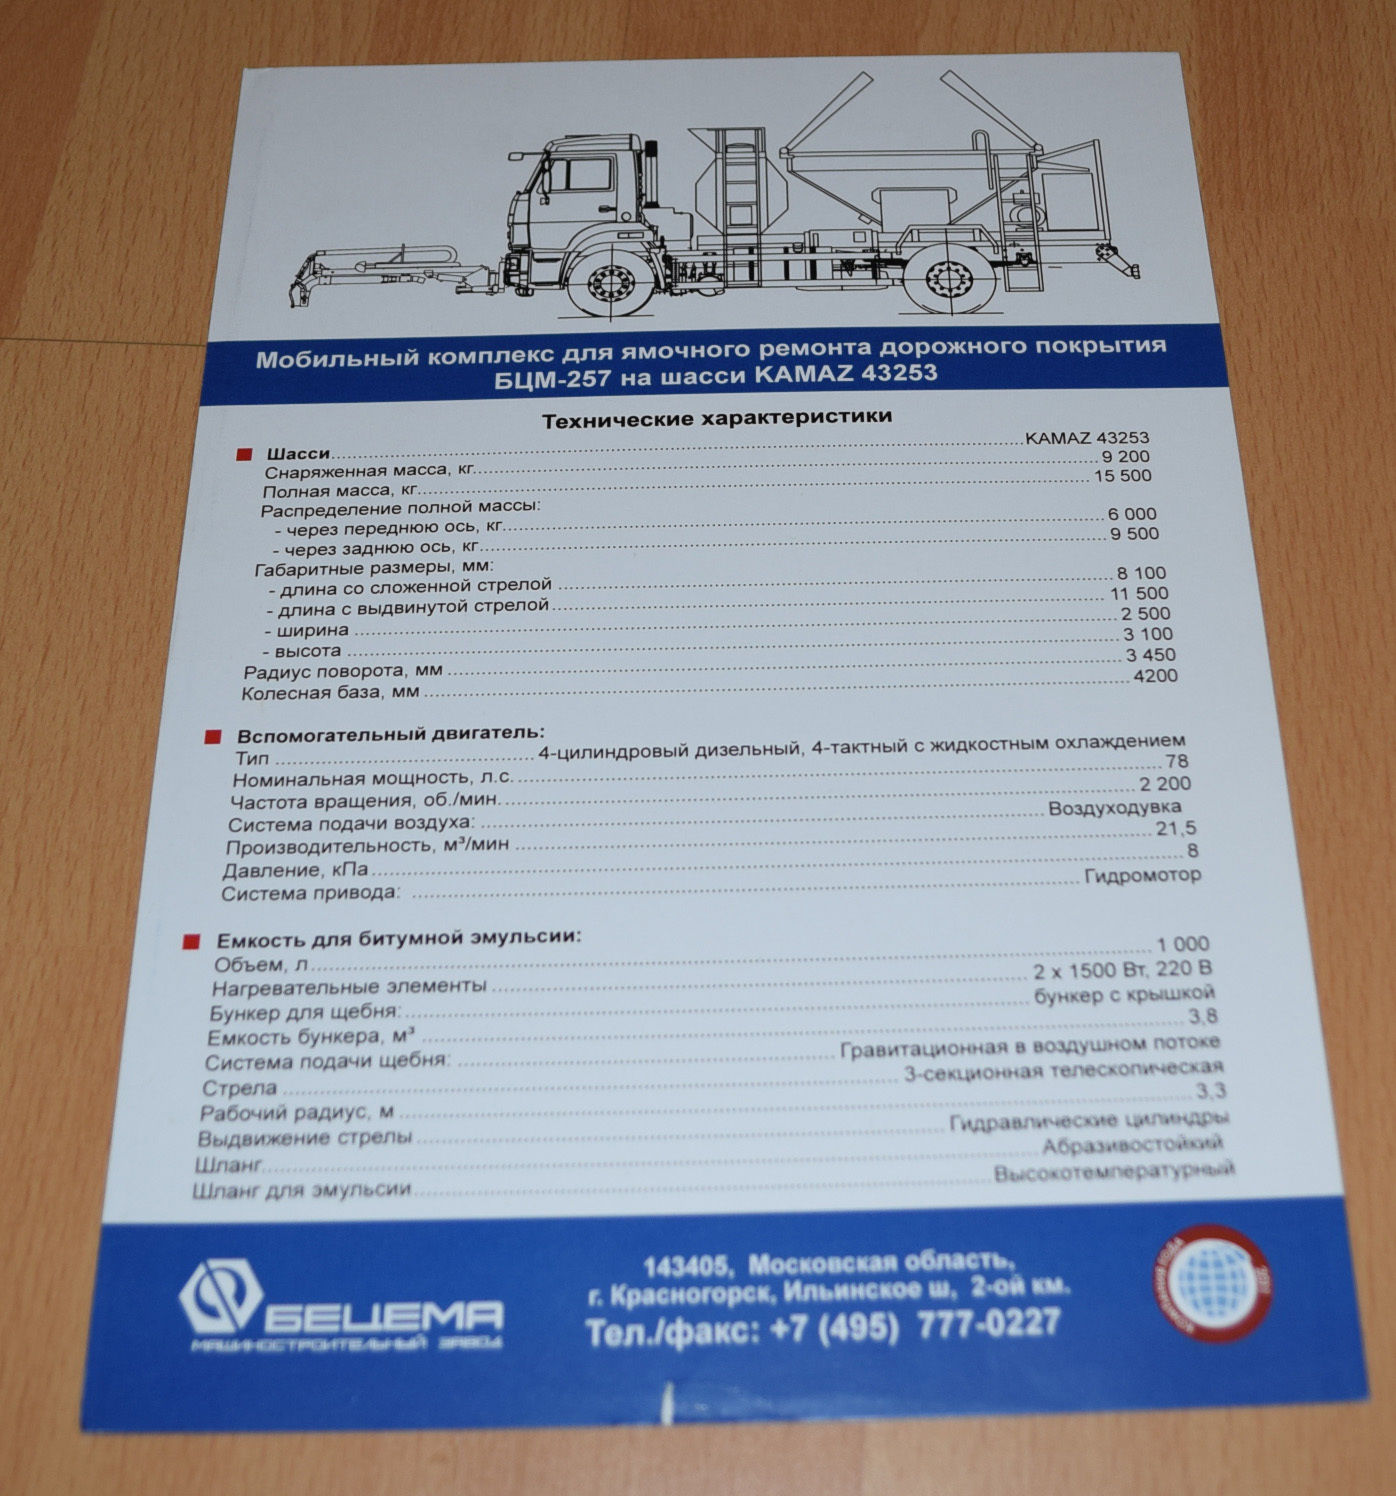 Мобильный комплекс для ямочного ремонта дорожного покрытия
БЦМ-257 на шасси KAMAZ 43253
Технические характеристики
Шасси KAMAZ 43253
Снаряженная масса, кг 9 200
Полная масса, кг 15 500
Распределение полной массы:
- через переднюю ось, кг 6 000
- через заднюю ось, кг 9 500
Габаритные размеры, мм:
- длина со сложенной стрелой 8 100
- длина с выдвинутой стрелой 11 500
- ширина 2 500
- высота 3 100
Радиус поворота, мм 3 450
Колесная база, мм 4200
Вспомогательный двигатель:
Тип 4-цилиндровый дизельный, 4-тактный с жидкостным охлаждением
Номинальная мощность, л.с. 78
Частота вращения, об./мин. 2 200
Система подачи воздуха: Воздуходувка
Производительность, м³/мин 21,5
Давление, кПа 8
Система привода: Гидромотор
Емкость для битумной эмульсии:
Объем, л 1 000
Нагревательные элементы 2 х 1500 Вт, 220 В
Бункер для щебня: бункер с крышкой
Емкость бункера, м³ 3,8
Система подачи щебня: Гравитационная в воздушном потоке
Стрела 3-секционная телескопическая
Рабочий радиус, м 3,3
Выдвижение стрелы Гидравлические цилиндры
Шланг Абразивостойкий
Шланг для эмульсии Высокотемпературный
143405, Московская область,
г. Красногорск, Ильинское ш, 2-ой км.
Тел./факс: +7 (495) 777-0227
БЕЦЕМА
МАШИНОСТРОИТЕЛЬНЫЙ ЗАВОД
КОМПАНИЯ ГОДА